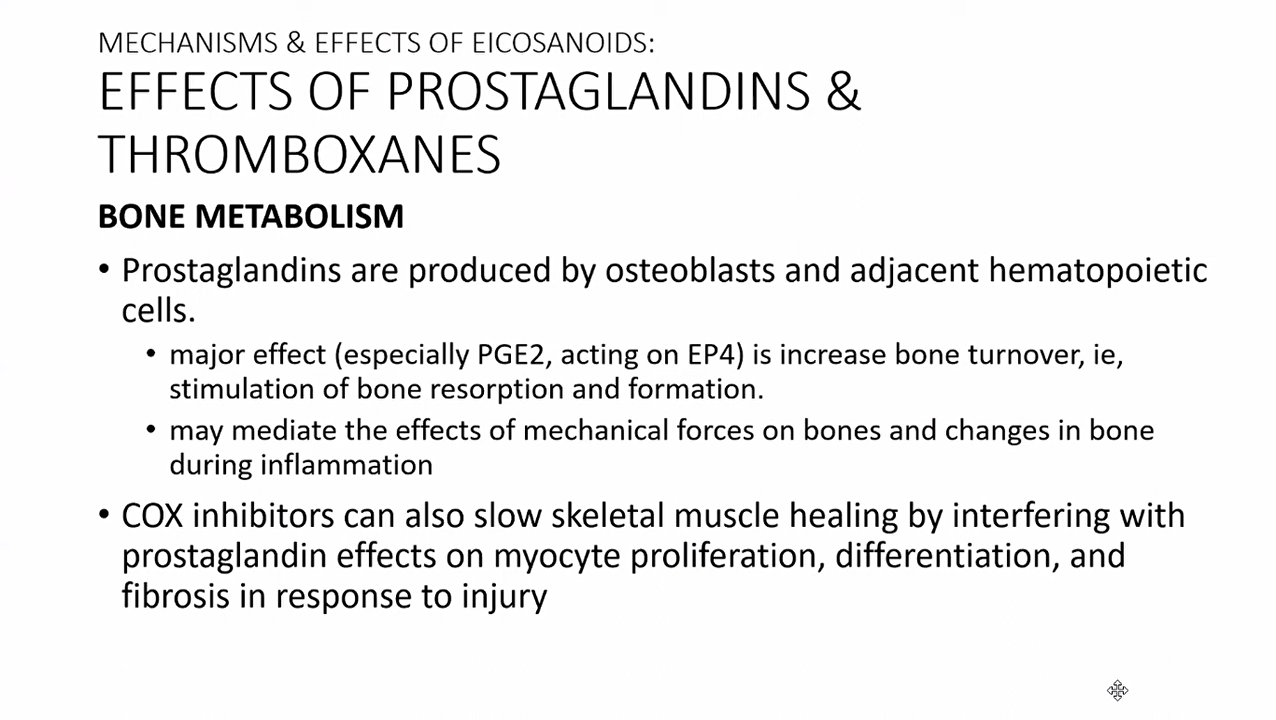 MECHANISMS & EFFECTS OF EICOSANOIDS:
EFFECTS OF PROSTAGLANDINS &
THROMBOXANES
BONE METABOLISM
• Prostaglandins are produced by osteoblasts and adjacent hematopoietic
cells.
• major effect (especially PGE2, acting on EP4) is increase bone turnover, ie,
stimulation of bone resorption and formation.
• may mediate the effects of mechanical forces on bones and changes in bone
during inflammation
• COX inhibitors can also slow skeletal muscle healing by interfering with
prostaglandin effects on myocyte proliferation, differentiation, and
fibrosis in response to injury